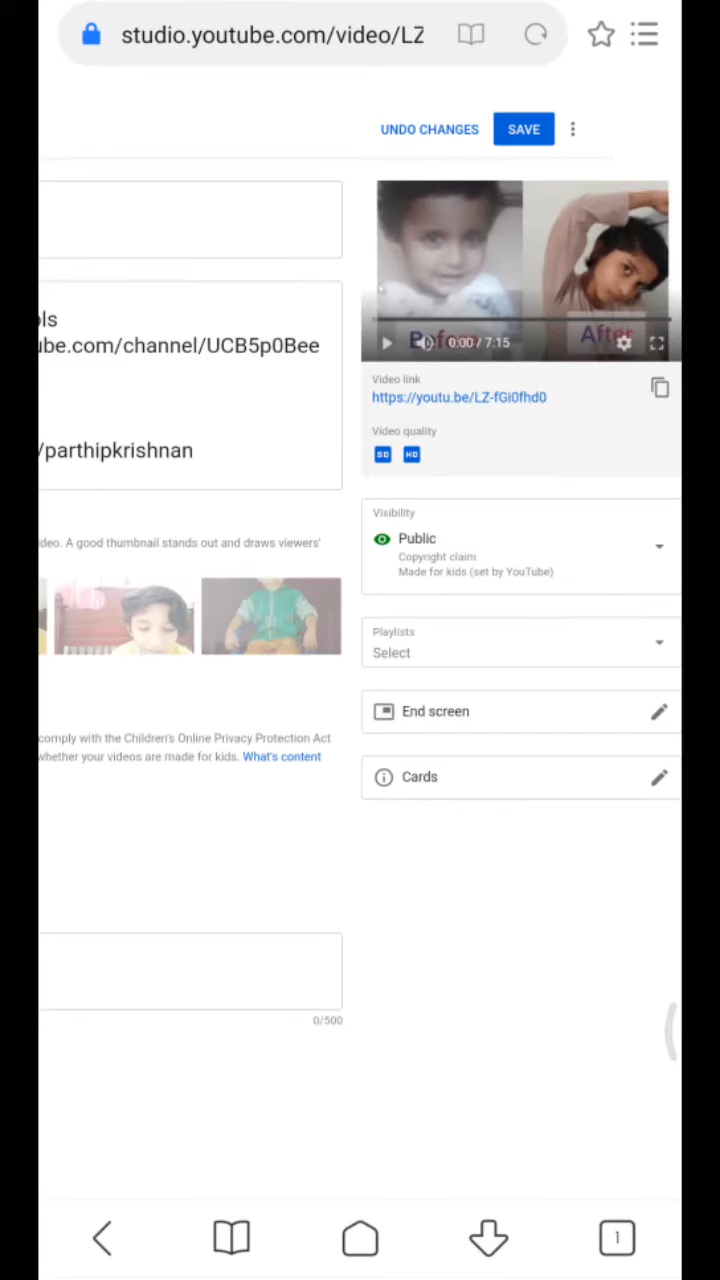 studio.youtube.com/video/LZ
UNDO CHANGES
SAVE
ols
ube.com/channel/UCB5p0Bee
/parthipkrishnan
Before
After
0:00 / 7:15
Video link
https://youtu.be/LZ-fGi0fhd0
Video quality
SD HD
Visibility
Public
Copyright claim
Made for kids (set by YouTube)
deo. A good thumbnail stands out and draws viewers'
Playlists
Select
End screen
comply with the Children's Online Privacy Protection Act
whether your videos are made for kids. What's content
Cards
0/500
1